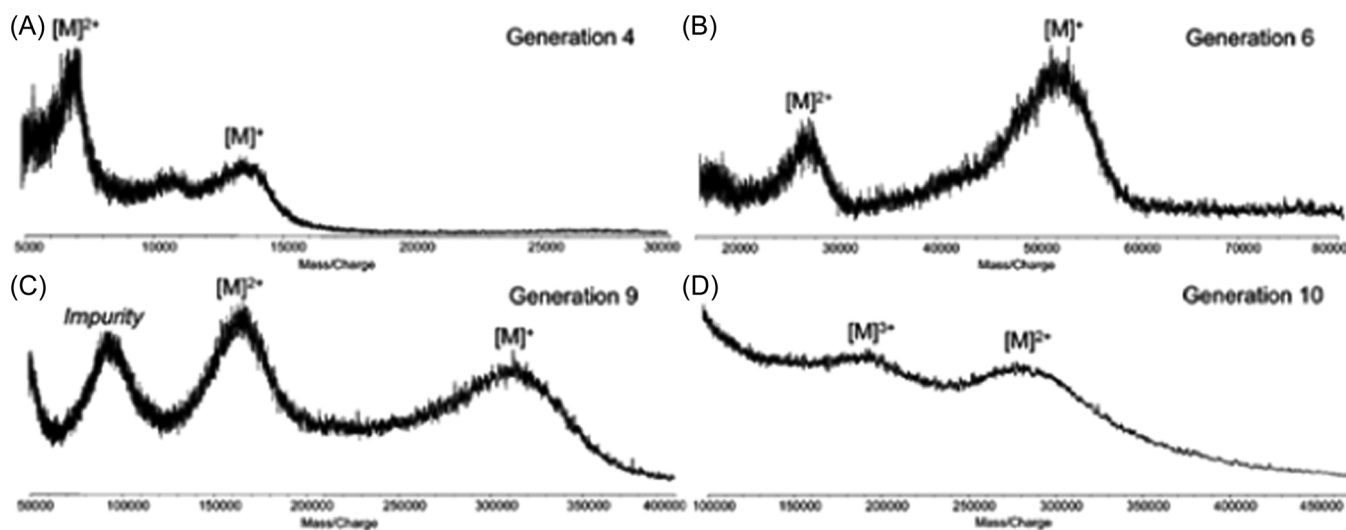 (A)
[M]²⁺
Generation 4
[M]⁺
5000 10000 15000 20000 25000 30000
Mass/Charge
(B)
[M]⁺
Generation 6
[M]²⁺
20000 30000 40000 50000 60000 70000 80000
Mass/Charge
(C)
[M]²⁺
Generation 9
Impurity
[M]⁺
50000 100000 150000 200000 250000 300000 350000 400000
Mass/Charge
(D)
Generation 10
[M]³⁺
[M]²⁺
100000 150000 200000 250000 300000 350000 400000 450000
Mass/Charge